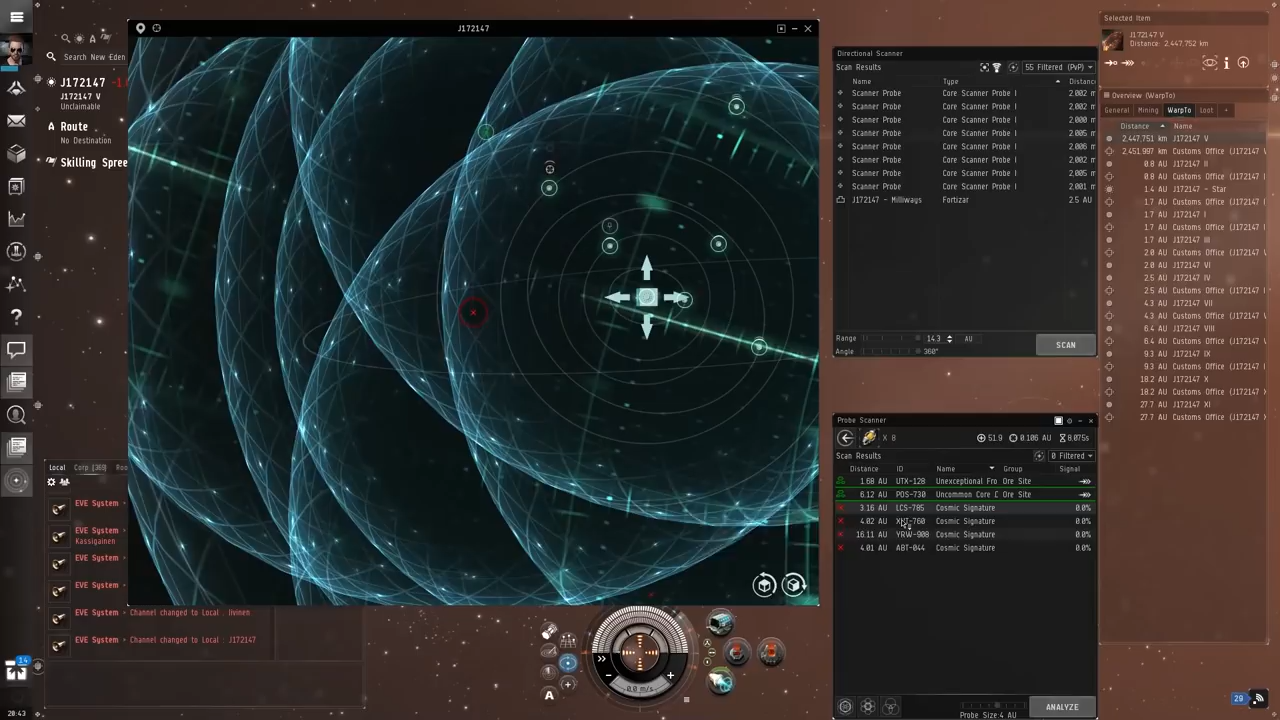 J172147
Search New Eden
J172147 -1.
J172147 V
Unclaimable
Route
No Destination
Skilling Spree
Local
Corp [360]
EVE System
EVE System
Kassigainen
EVE System
EVE System
EVE System • Channel changed to Local : Jivinen
EVE System • Channel changed to Local : J172147
14
20:43
0.0 m/s
A
Directional Scanner
Scan Results
55 Filtered (PvP)
Name Type Distanc
Scanner Probe Core Scanner Probe I 2.002 m
Scanner Probe Core Scanner Probe I 2.002 m
Scanner Probe Core Scanner Probe I 2.000 m
Scanner Probe Core Scanner Probe I 2.005 m
Scanner Probe Core Scanner Probe I 2.006 m
Scanner Probe Core Scanner Probe I 2.002 m
Scanner Probe Core Scanner Probe I 2.005 m
Scanner Probe Core Scanner Probe I 2.001 m
J172147 - Milliways Fortizar 2.5 AU
Range 14.3 AU
Angle 360°
SCAN
Probe Scanner
X 8 51.9 0.106 AU 8.075s
Scan Results
0 Filtered
Distance ID Name Group Signal
1.68 AU UTX-128 Unexceptional Fro Ore Site
6.12 AU POS-730 Uncommon Core D Ore Site
3.16 AU LCS-785 Cosmic Signature 0.0%
4.02 AU Cosmic Signature 0.0%
16.11 AU YRW-908 Cosmic Signature 0.0%
4.01 AU ABT-044 Cosmic Signature 0.0%
Probe Size: 4 AU
ANALYZE
Selected Item
J172147 V
Distance: 2,447,752 km
Overview (WarpTo)
General Mining WarpTo Loot +
Distance Name
2,447,751 km J172147 V
2,451,997 km Customs Office (J172147 V
0.8 AU J172147 II
0.8 AU Customs Office (J172147 I
1.4 AU J172147 - Star
1.7 AU Customs Office (J172147 I
1.7 AU J172147 I
1.7 AU Customs Office (J172147 I
1.7 AU J172147 III
2.0 AU Customs Office (J172147 V
2.0 AU J172147 VI
2.5 AU J172147 IV
2.5 AU Customs Office (J172147 I
4.3 AU J172147 VII
4.3 AU Customs Office (J172147 V
6.4 AU J172147 VIII
6.4 AU Customs Office (J172147 V
9.3 AU J172147 IX
9.3 AU Customs Office (J172147 I
18.2 AU J172147 X
18.2 AU Customs Office (J172147 X
27.7 AU J172147 XI
27.7 AU Customs Office (J172147 X
29